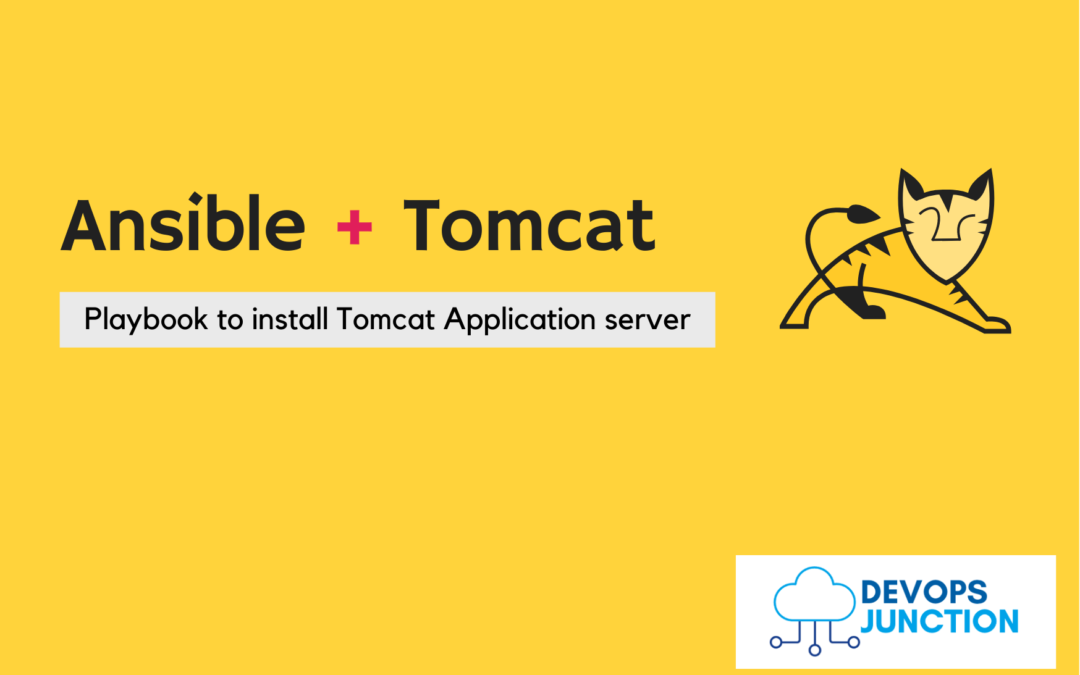 Ansible + Tomcat
Playbook to install Tomcat Application server
DEVOPS
JUNCTION